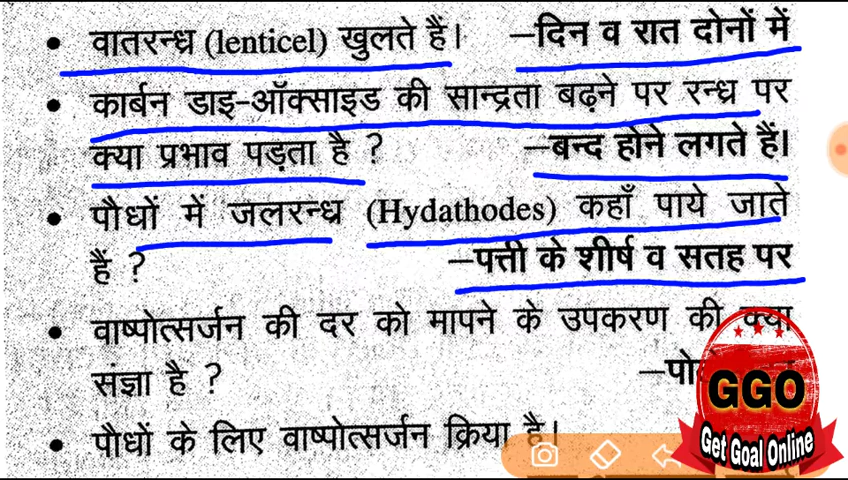 • वातरन्ध्र (lenticel) खुलते हैं। –दिन व रात दोनों में
• कार्बन डाइ-ऑक्साइड की सान्द्रता बढ़ने पर रन्ध्र पर
क्या प्रभाव पड़ता है ? –बन्द होने लगते हैं।
• पौधों में जलरन्ध्र (Hydathodes) कहाँ पाये जाते
हैं ? –पत्ती के शीर्ष व सतह पर
• वाष्पोत्सर्जन की दर को मापने के उपकरण की क्या
संज्ञा है ?
• पौधों के लिए वाष्पोत्सर्जन क्रिया है।
GGO
Get Goal Online